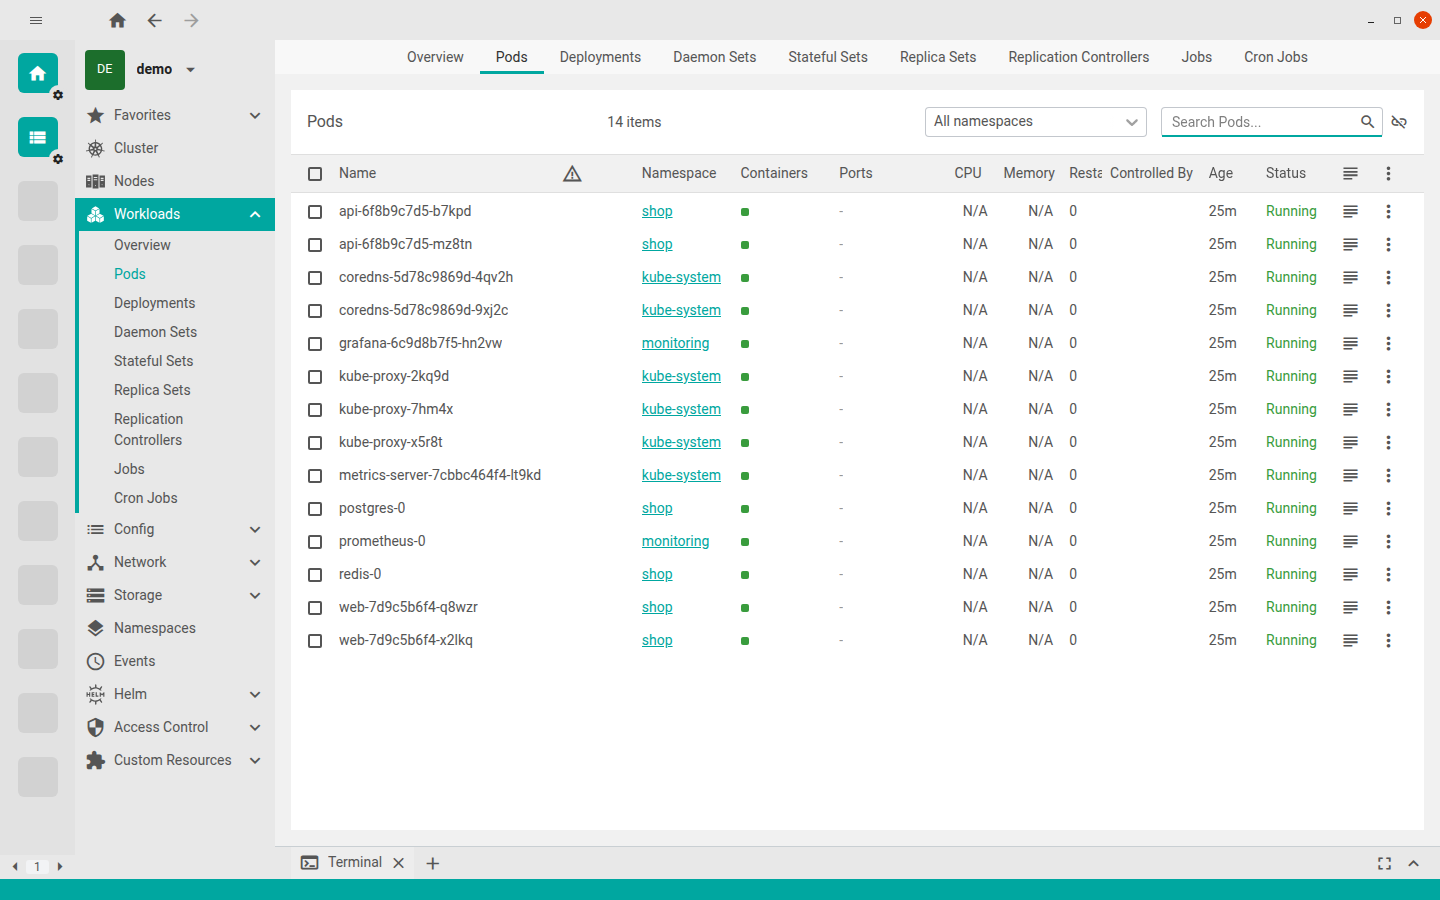 DE demo
Favorites
Cluster
Nodes
Workloads
Overview
Pods
Deployments
Daemon Sets
Stateful Sets
Replica Sets
Replication
Controllers
Jobs
Cron Jobs
Config
Network
Storage
Namespaces
Events
HELM Helm
Access Control
Custom Resources
1
Overview Pods Deployments Daemon Sets Stateful Sets Replica Sets Replication Controllers Jobs Cron Jobs
Pods 14 items All namespaces Search Pods...
Name Namespace Containers Ports CPU Memory Resta Controlled By Age Status
api-6f8b9c7d5-b7kpd shop - N/A N/A 0 25m Running
api-6f8b9c7d5-mz8tn shop - N/A N/A 0 25m Running
coredns-5d78c9869d-4qv2h kube-system - N/A N/A 0 25m Running
coredns-5d78c9869d-9xj2c kube-system - N/A N/A 0 25m Running
grafana-6c9d8b7f5-hn2vw monitoring - N/A N/A 0 25m Running
kube-proxy-2kq9d kube-system - N/A N/A 0 25m Running
kube-proxy-7hm4x kube-system - N/A N/A 0 25m Running
kube-proxy-x5r8t kube-system - N/A N/A 0 25m Running
metrics-server-7cbbc464f4-lt9kd kube-system - N/A N/A 0 25m Running
postgres-0 shop - N/A N/A 0 25m Running
prometheus-0 monitoring - N/A N/A 0 25m Running
redis-0 shop - N/A N/A 0 25m Running
web-7d9c5b6f4-q8wzr shop - N/A N/A 0 25m Running
web-7d9c5b6f4-x2lkq shop - N/A N/A 0 25m Running
Terminal